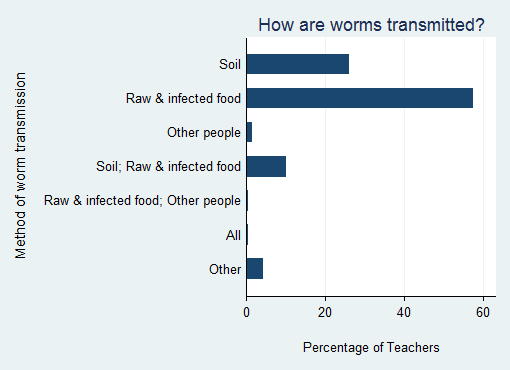 How are worms transmitted?
Method of worm transmission
Soil
Raw & infected food
Other people
Soil; Raw & infected food
Raw & infected food; Other people
All
Other
0 20 40 60
Percentage of Teachers